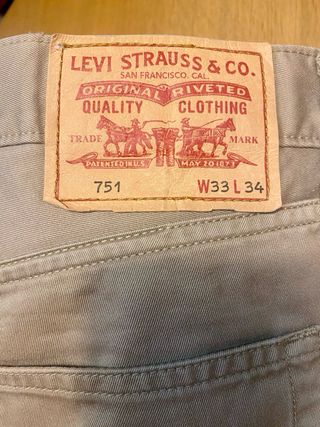 LEVI STRAUSS & CO.
SAN FRANCISCO, CAL.
ORIGINAL RIVETED
QUALITY CLOTHING
TRADE MARK
PATENTED IN U.S. MAY 20 1873
751 W33 L 34